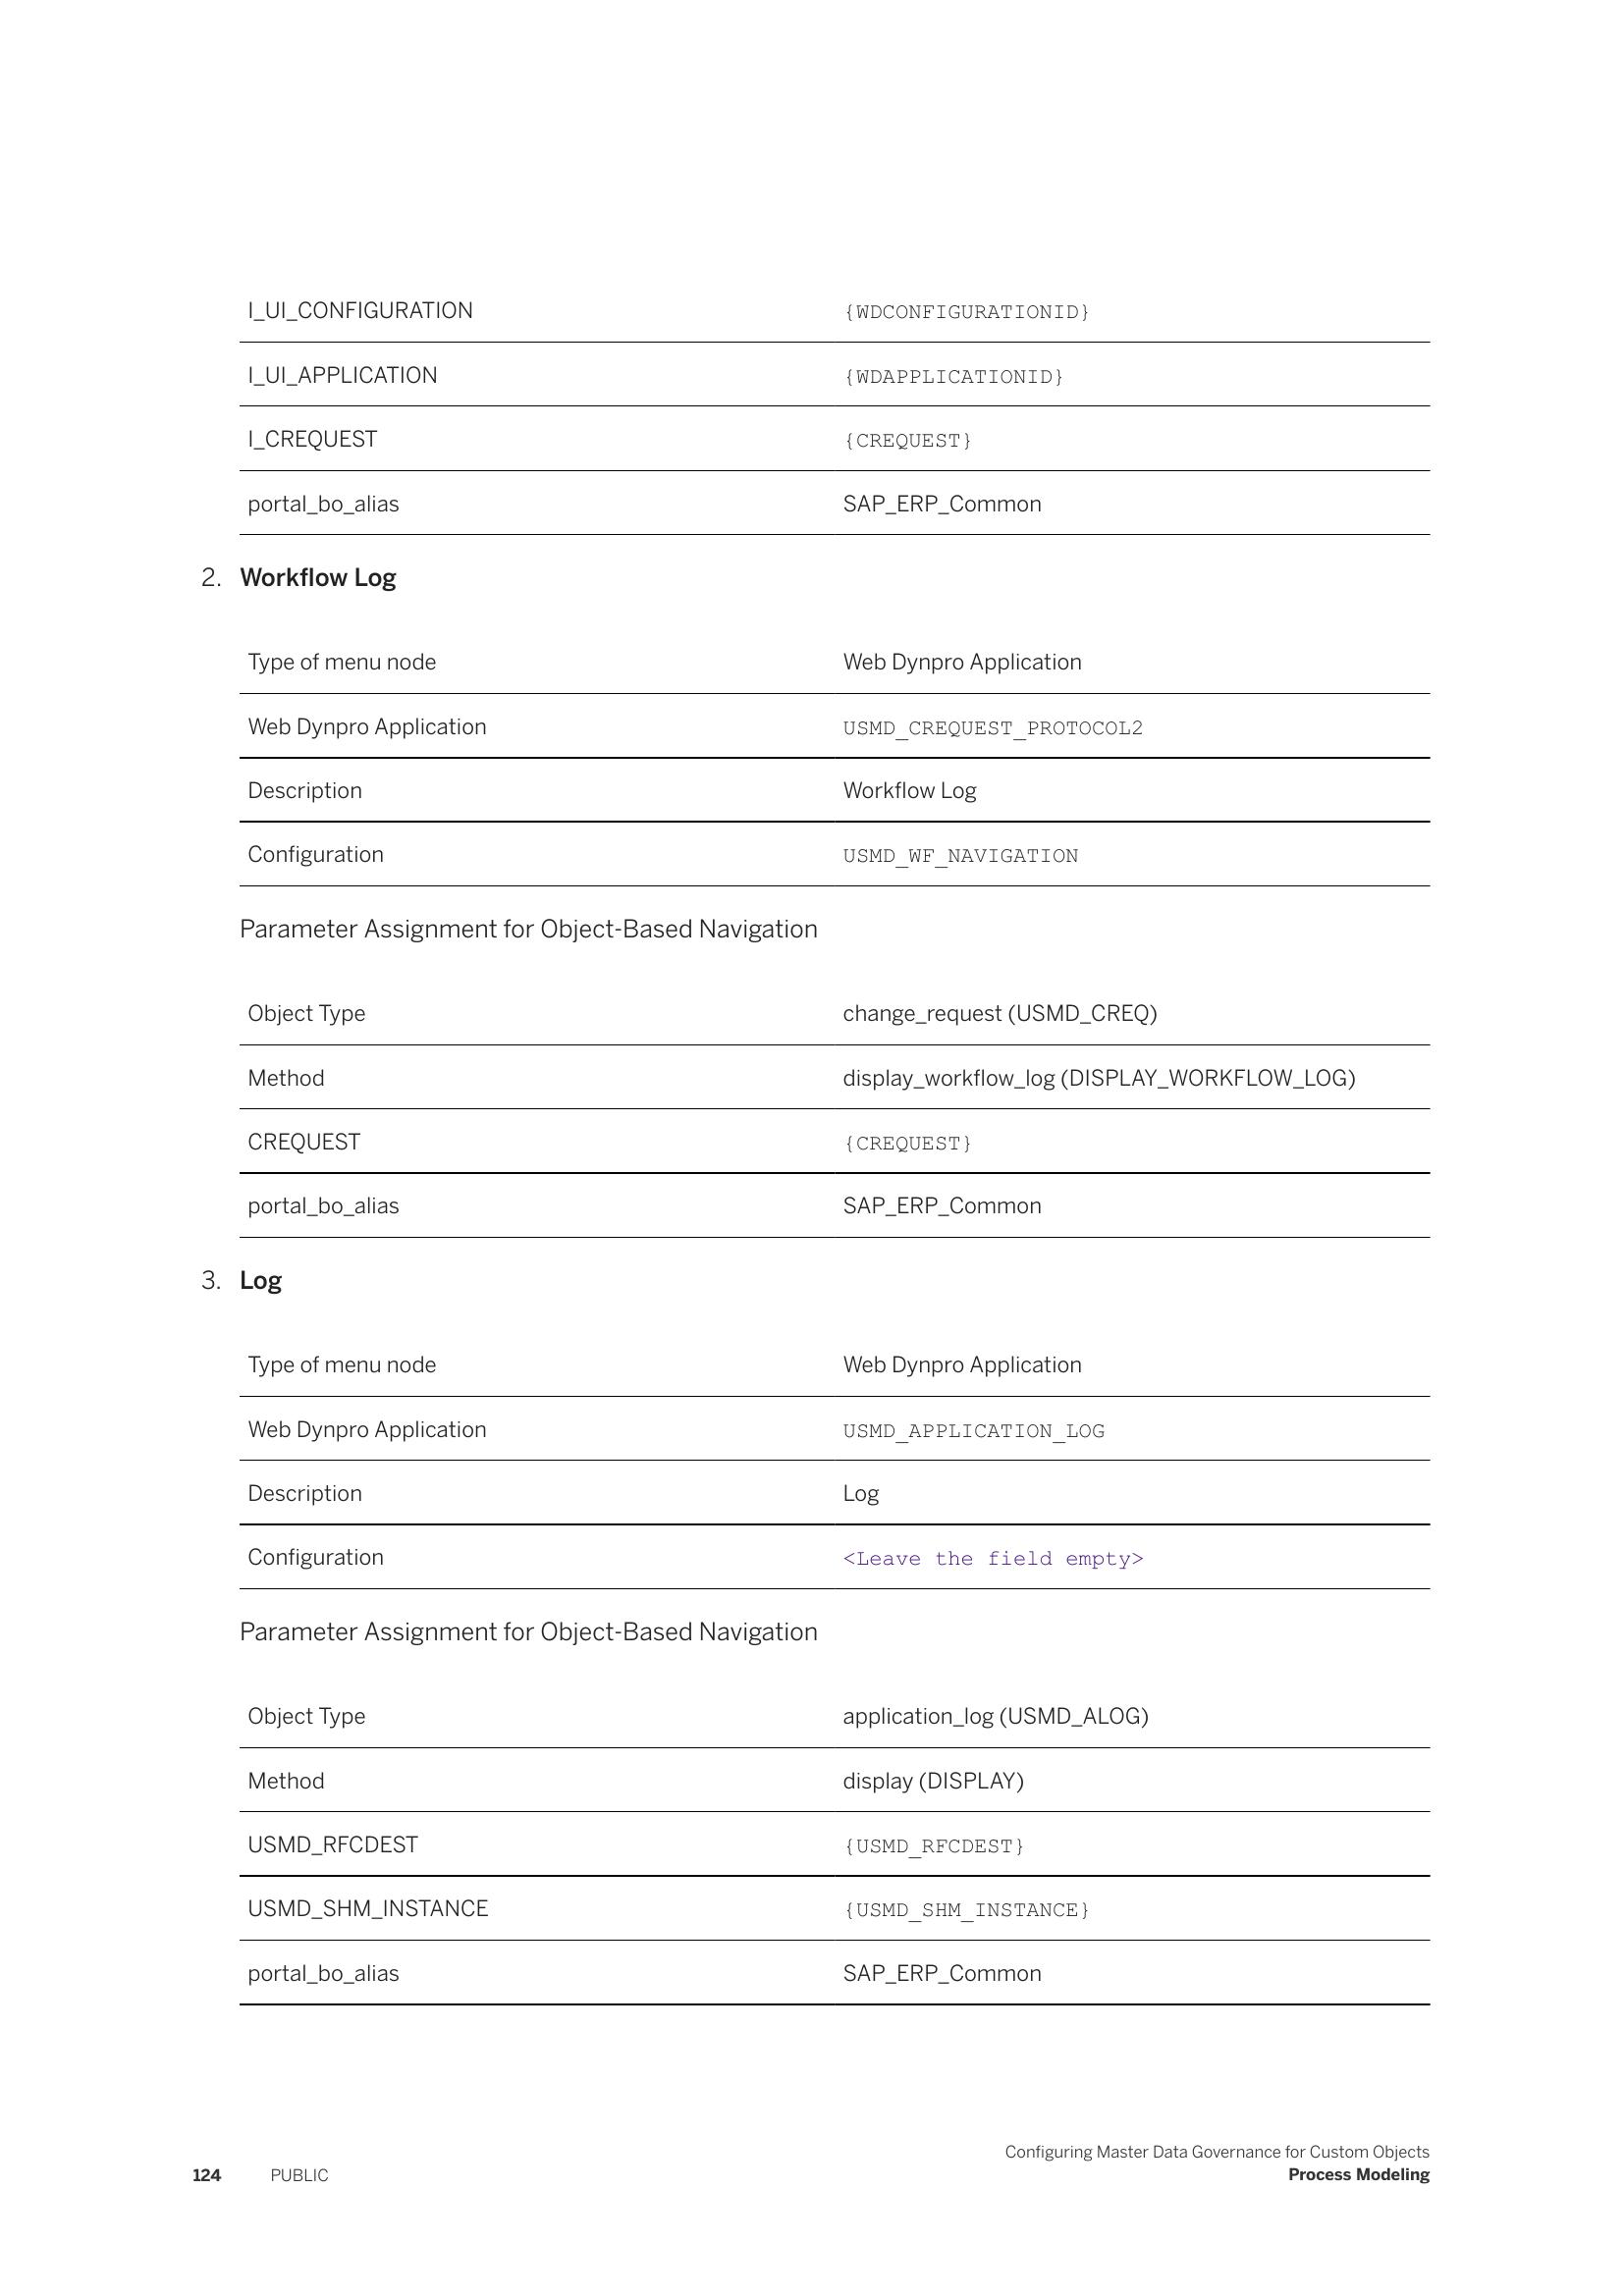 I_UI_CONFIGURATION {WDCONFIGURATIONID}
I_UI_APPLICATION {WDAPPLICATIONID}
I_CREQUEST {CREQUEST}
portal_bo_alias SAP_ERP_Common
2. Workflow Log
Type of menu node Web Dynpro Application
Web Dynpro Application USMD_CREQUEST_PROTOCOL2
Description Workflow Log
Configuration USMD_WF_NAVIGATION
Parameter Assignment for Object-Based Navigation
Object Type change_request (USMD_CREQ)
Method display_workflow_log (DISPLAY_WORKFLOW_LOG)
CREQUEST {CREQUEST}
portal_bo_alias SAP_ERP_Common
3. Log
Type of menu node Web Dynpro Application
Web Dynpro Application USMD_APPLICATION_LOG
Description Log
Configuration <Leave the field empty>
Parameter Assignment for Object-Based Navigation
Object Type application_log (USMD_ALOG)
Method display (DISPLAY)
USMD_RFCDEST {USMD_RFCDEST}
USMD_SHM_INSTANCE {USMD_SHM_INSTANCE}
portal_bo_alias SAP_ERP_Common
Configuring Master Data Governance for Custom Objects
124 PUBLIC Process Modeling